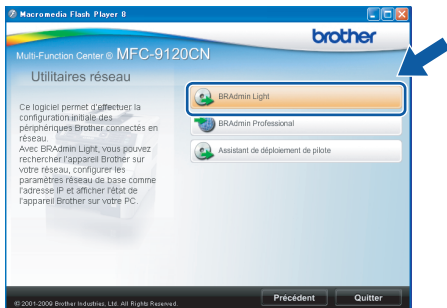 Macromedia Flash Player 8
brother
Multi-Function Center ® MFC-9120CN
Utilitaires réseau
Ce logiciel permet d'effectuer la
configuration initiale des
périphériques Brother connectés en
réseau.
Avec BRAdmin Light, vous pouvez
rechercher l'appareil Brother sur
votre réseau, configurer les
paramètres réseau de base comme
l'adresse IP et afficher l'état de
l'appareil Brother sur votre PC.
BRAdmin Light
BRAdmin Professional
Assistant de déploiement de pilote
© 2001-2009 Brother Industries, Ltd. All Rights Reserved.
Précédent
Quitter